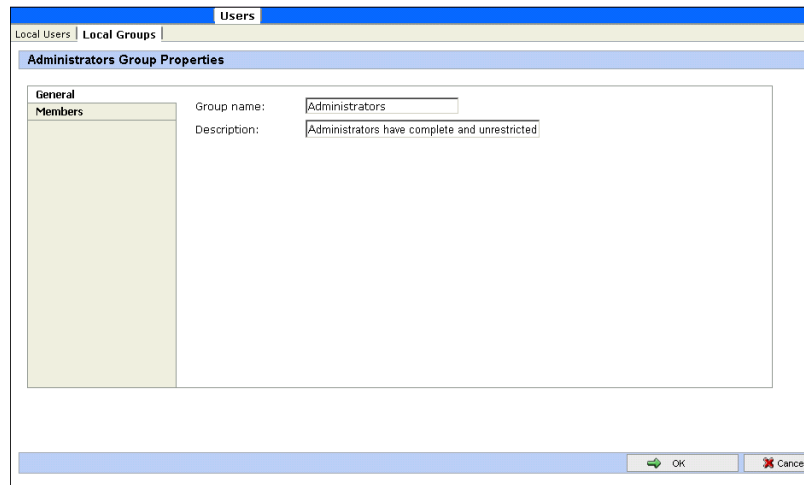 Users
Local Users Local Groups
Administrators Group Properties
General
Members
Group name: Administrators
Description: Administrators have complete and unrestricted
OK Cance